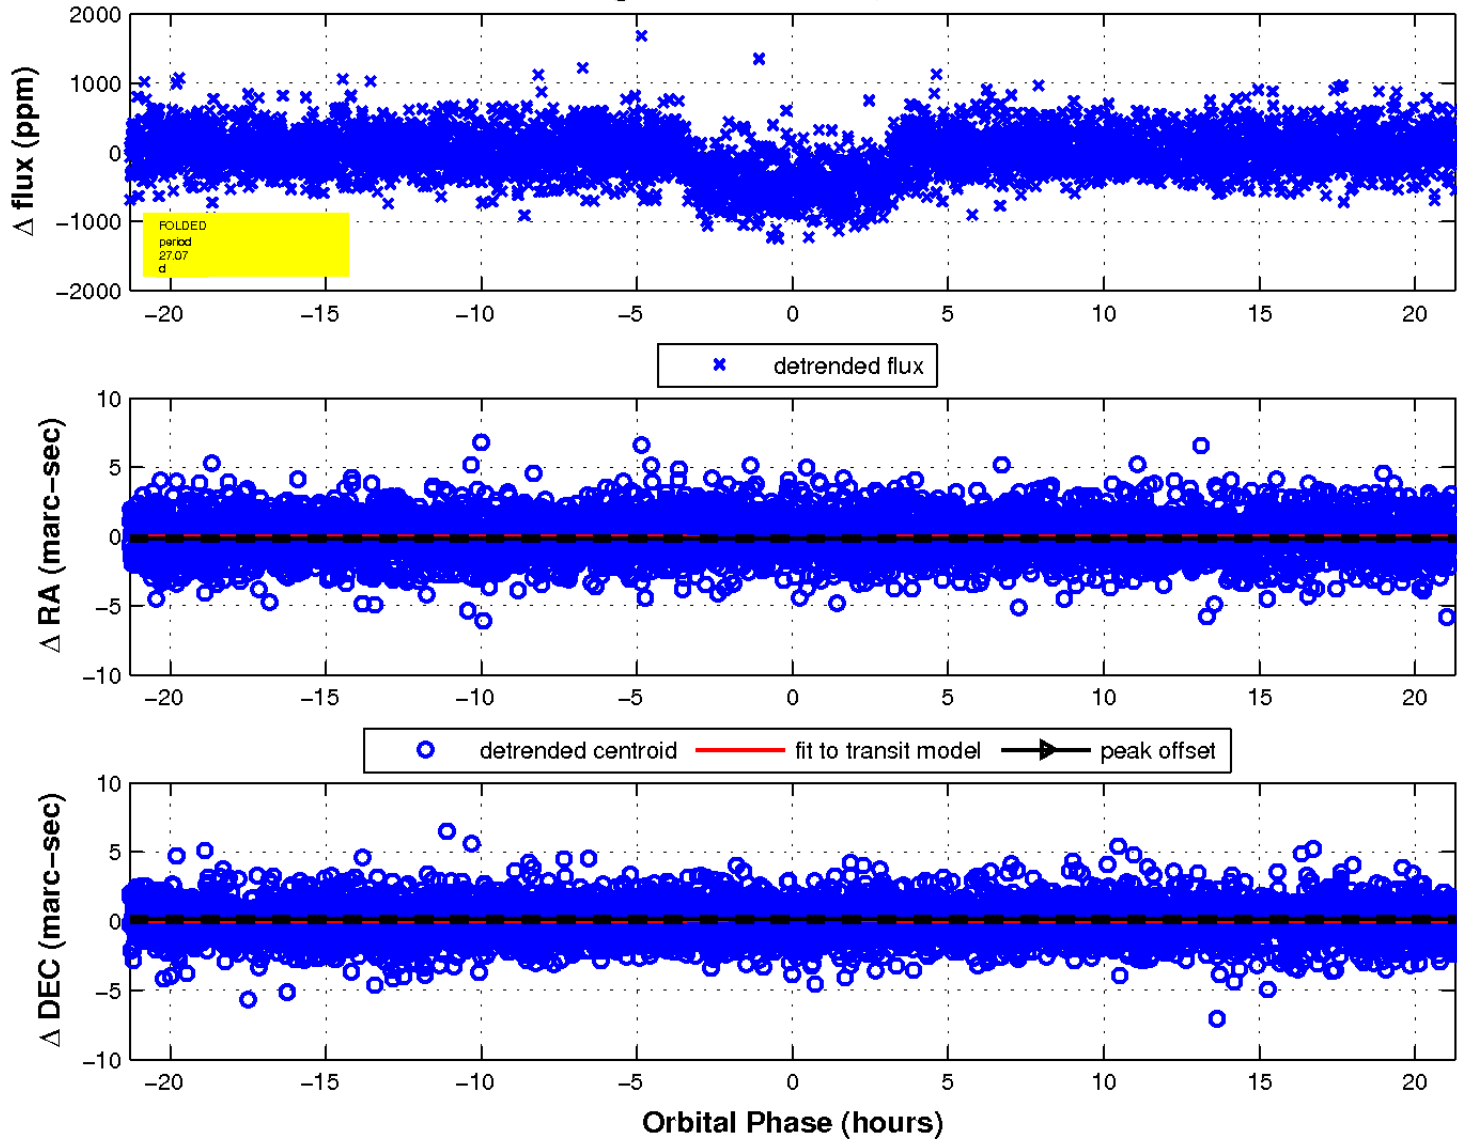 2000
1000
0
−1000
−2000
Δ flux (ppm)
FOLDED
period
27.07
d
−20 −15 −10 −5 0 5 10 15 20
detrended flux
10
5
0
−5
−10
Δ RA (marc−sec)
−20 −15 −10 −5 0 5 10 15 20
detrended centroid fit to transit model peak offset
10
5
0
−5
−10
Δ DEC (marc−sec)
−20 −15 −10 −5 0 5 10 15 20
Orbital Phase (hours)